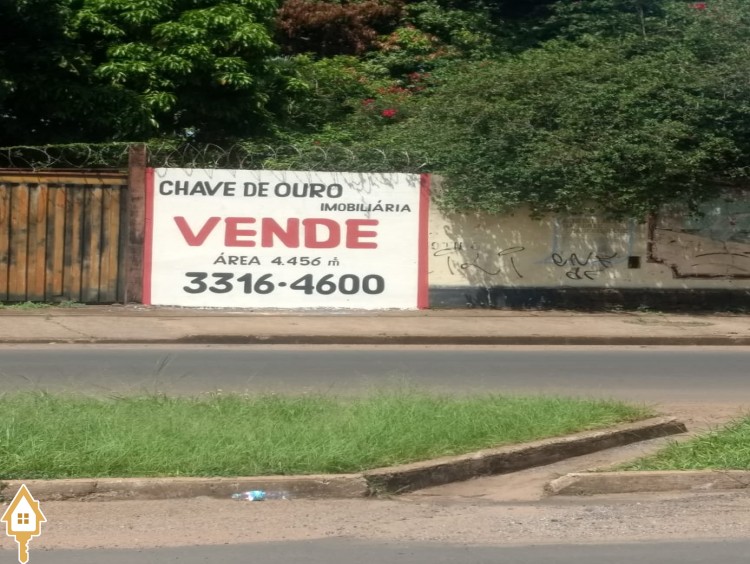 CHAVE DE OURO
IMOBILIÁRIA
VENDE
ÁREA 4.456 m²
3316-4600